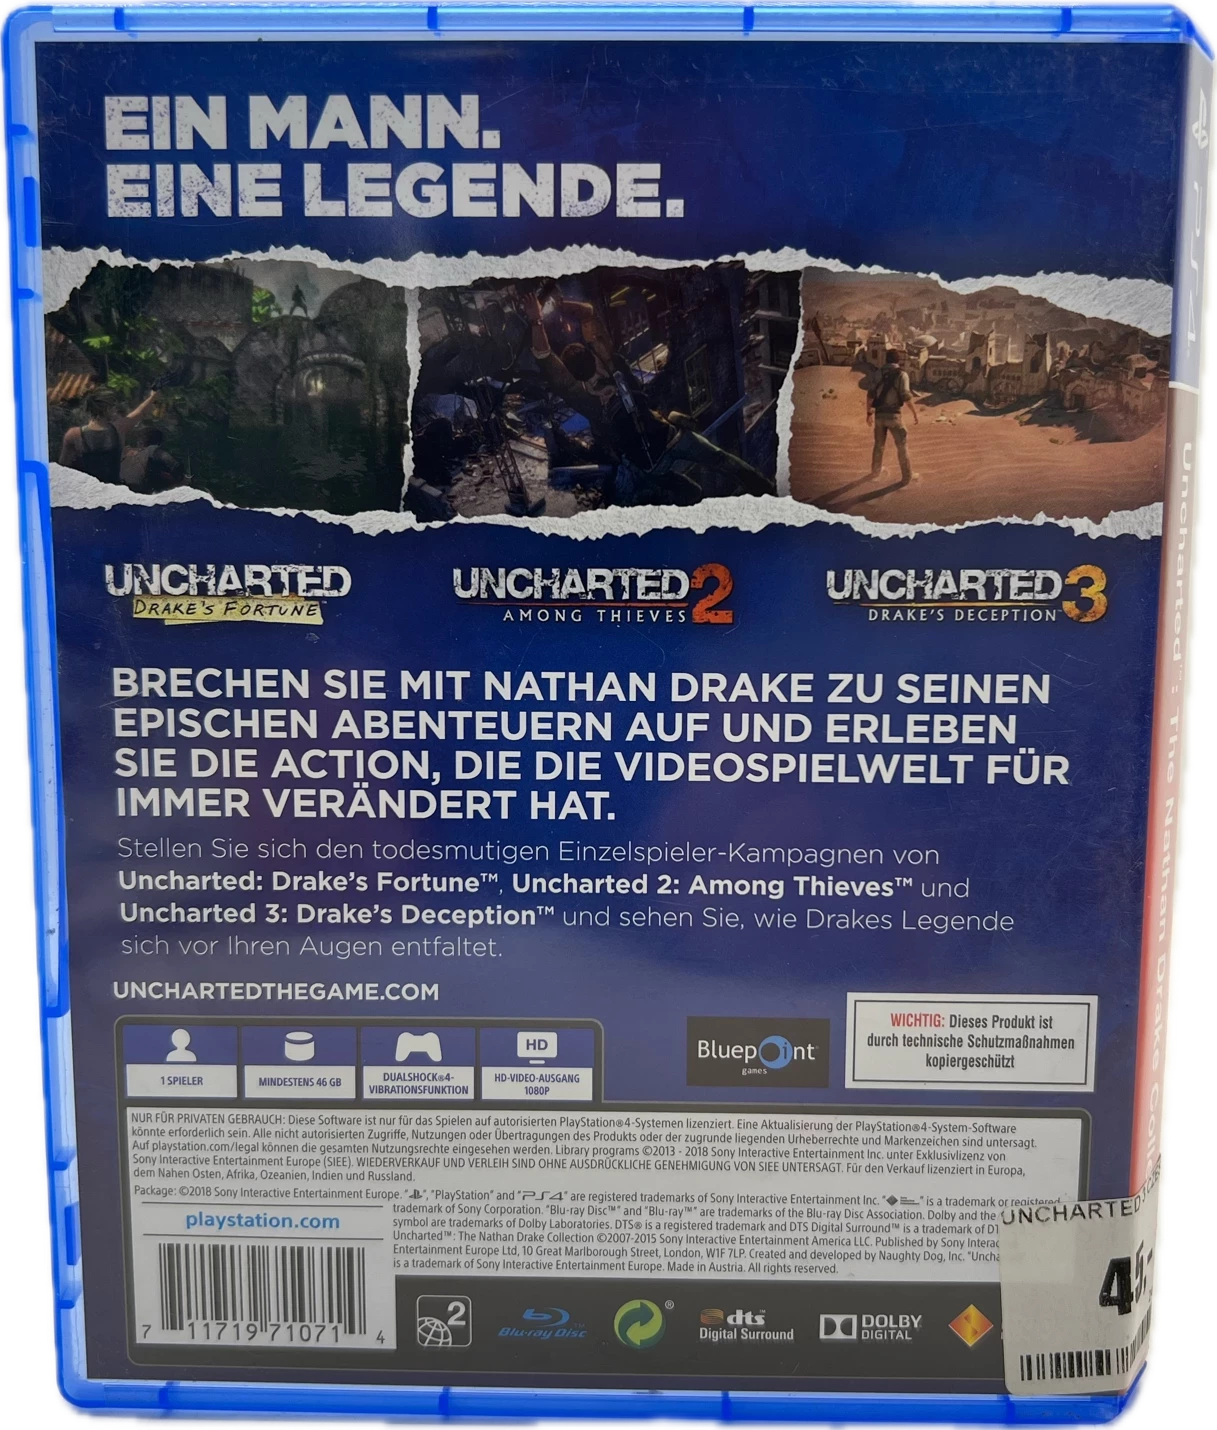 EIN MANN.
EINE LEGENDE.
UNCHARTED
DRAKE'S FORTUNE™
UNCHARTED 2
AMONG THIEVES
UNCHARTED 3
DRAKE'S DECEPTION™
BRECHEN SIE MIT NATHAN DRAKE ZU SEINEN
EPISCHEN ABENTEUERN AUF UND ERLEBEN
SIE DIE ACTION, DIE DIE VIDEOSPIELWELT FÜR
IMMER VERÄNDERT HAT.
Stellen Sie sich den todesmutigen Einzelspieler-Kampagnen von
Uncharted: Drake's Fortune™, Uncharted 2: Among Thieves™ und
Uncharted 3: Drake's Deception™ und sehen Sie, wie Drakes Legende
sich vor Ihren Augen entfaltet.
UNCHARTEDTHEGAME.COM
1 SPIELER
MINDESTENS 46 GB
DUALSHOCK®4-
VIBRATIONSFUNKTION
HD
HD-VIDEO-AUSGANG
1080P
Bluepoint
games
WICHTIG: Dieses Produkt ist
durch technische Schutzmaßnahmen
kopiergeschützt
NUR FÜR PRIVATEN GEBRAUCH: Diese Software ist nur für das Spielen auf autorisierten PlayStation®4-Systemen lizenziert. Eine Aktualisierung der PlayStation®4-System-Software
könnte erforderlich sein. Alle nicht autorisierten Zugriffe, Nutzungen oder Übertragungen des Produkts oder der zugrunde liegenden Urheberrechte und Markenzeichen sind untersagt.
Auf playstation.com/legal können die gesamten Nutzungsrechte eingesehen werden. Library programs ©2013 - 2018 Sony Interactive Entertainment Inc. unter Exklusivlizenz von
Sony Interactive Entertainment Europe (SIEE). WIEDERVERKAUF UND VERLEIH SIND OHNE AUSDRÜCKLICHE GENEHMIGUNG VON SIEE UNTERSAGT. Für den Verkauf lizenziert in Europa,
dem Nahen Osten, Afrika, Ozeanien, Indien und Russland.
Package: ©2018 Sony Interactive Entertainment Europe. "", "PlayStation" and "PS4" are registered trademarks of Sony Interactive Entertainment Inc. "" is a trademark or registered
trademark of Sony Corporation. "Blu-ray Disc™" and "Blu-ray™" are trademarks of the Blu-ray Disc Association. Dolby and the
symbol are trademarks of Dolby Laboratories. DTS® is a registered trademark and DTS Digital Surround™ is a trademark of
Uncharted™: The Nathan Drake Collection ©2007-2015 Sony Interactive Entertainment America LLC. Published by Sony
Entertainment Europe Ltd, 10 Great Marlborough Street, London, W1F 7LP. Created and developed by Naughty Dog, Inc.
is a trademark of Sony Interactive Entertainment Europe. Made in Austria. All rights reserved.
playstation.com
7 11719 71071 4
2
Blu-ray Disc
®
dts™
Digital Surround
DOLBY
DIGITAL
UNCHARTED
45.-
PS4
Uncharted™: The Nathan Drake